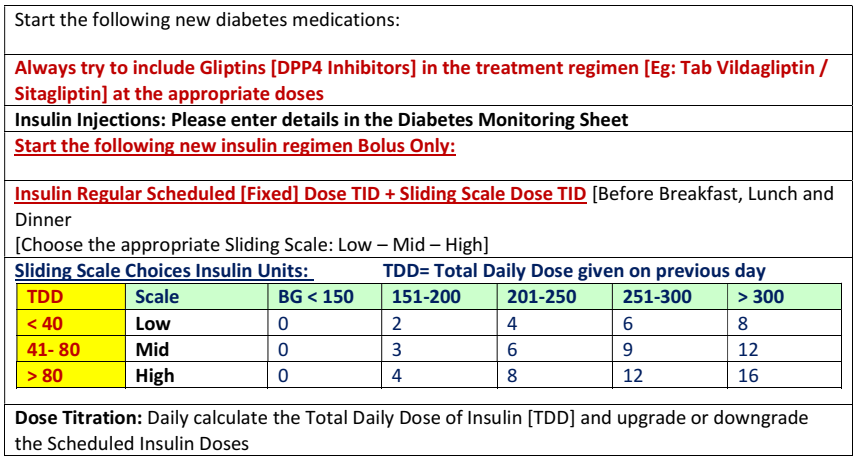 Start the following new diabetes medications:
Always try to include Gliptins [DPP4 Inhibitors] in the treatment regimen [Eg: Tab Vildagliptin /
Sitagliptin] at the appropriate doses
Insulin Injections: Please enter details in the Diabetes Monitoring Sheet
Start the following new insulin regimen Bolus Only:
Insulin Regular Scheduled [Fixed] Dose TID + Sliding Scale Dose TID [Before Breakfast, Lunch and
Dinner
[Choose the appropriate Sliding Scale: Low – Mid – High]
Sliding Scale Choices Insulin Units: TDD= Total Daily Dose given on previous day
TDD Scale BG < 150 151-200 201-250 251-300 > 300
< 40 Low 0 2 4 6 8
41- 80 Mid 0 3 6 9 12
> 80 High 0 4 8 12 16
Dose Titration: Daily calculate the Total Daily Dose of Insulin [TDD] and upgrade or downgrade
the Scheduled Insulin Doses